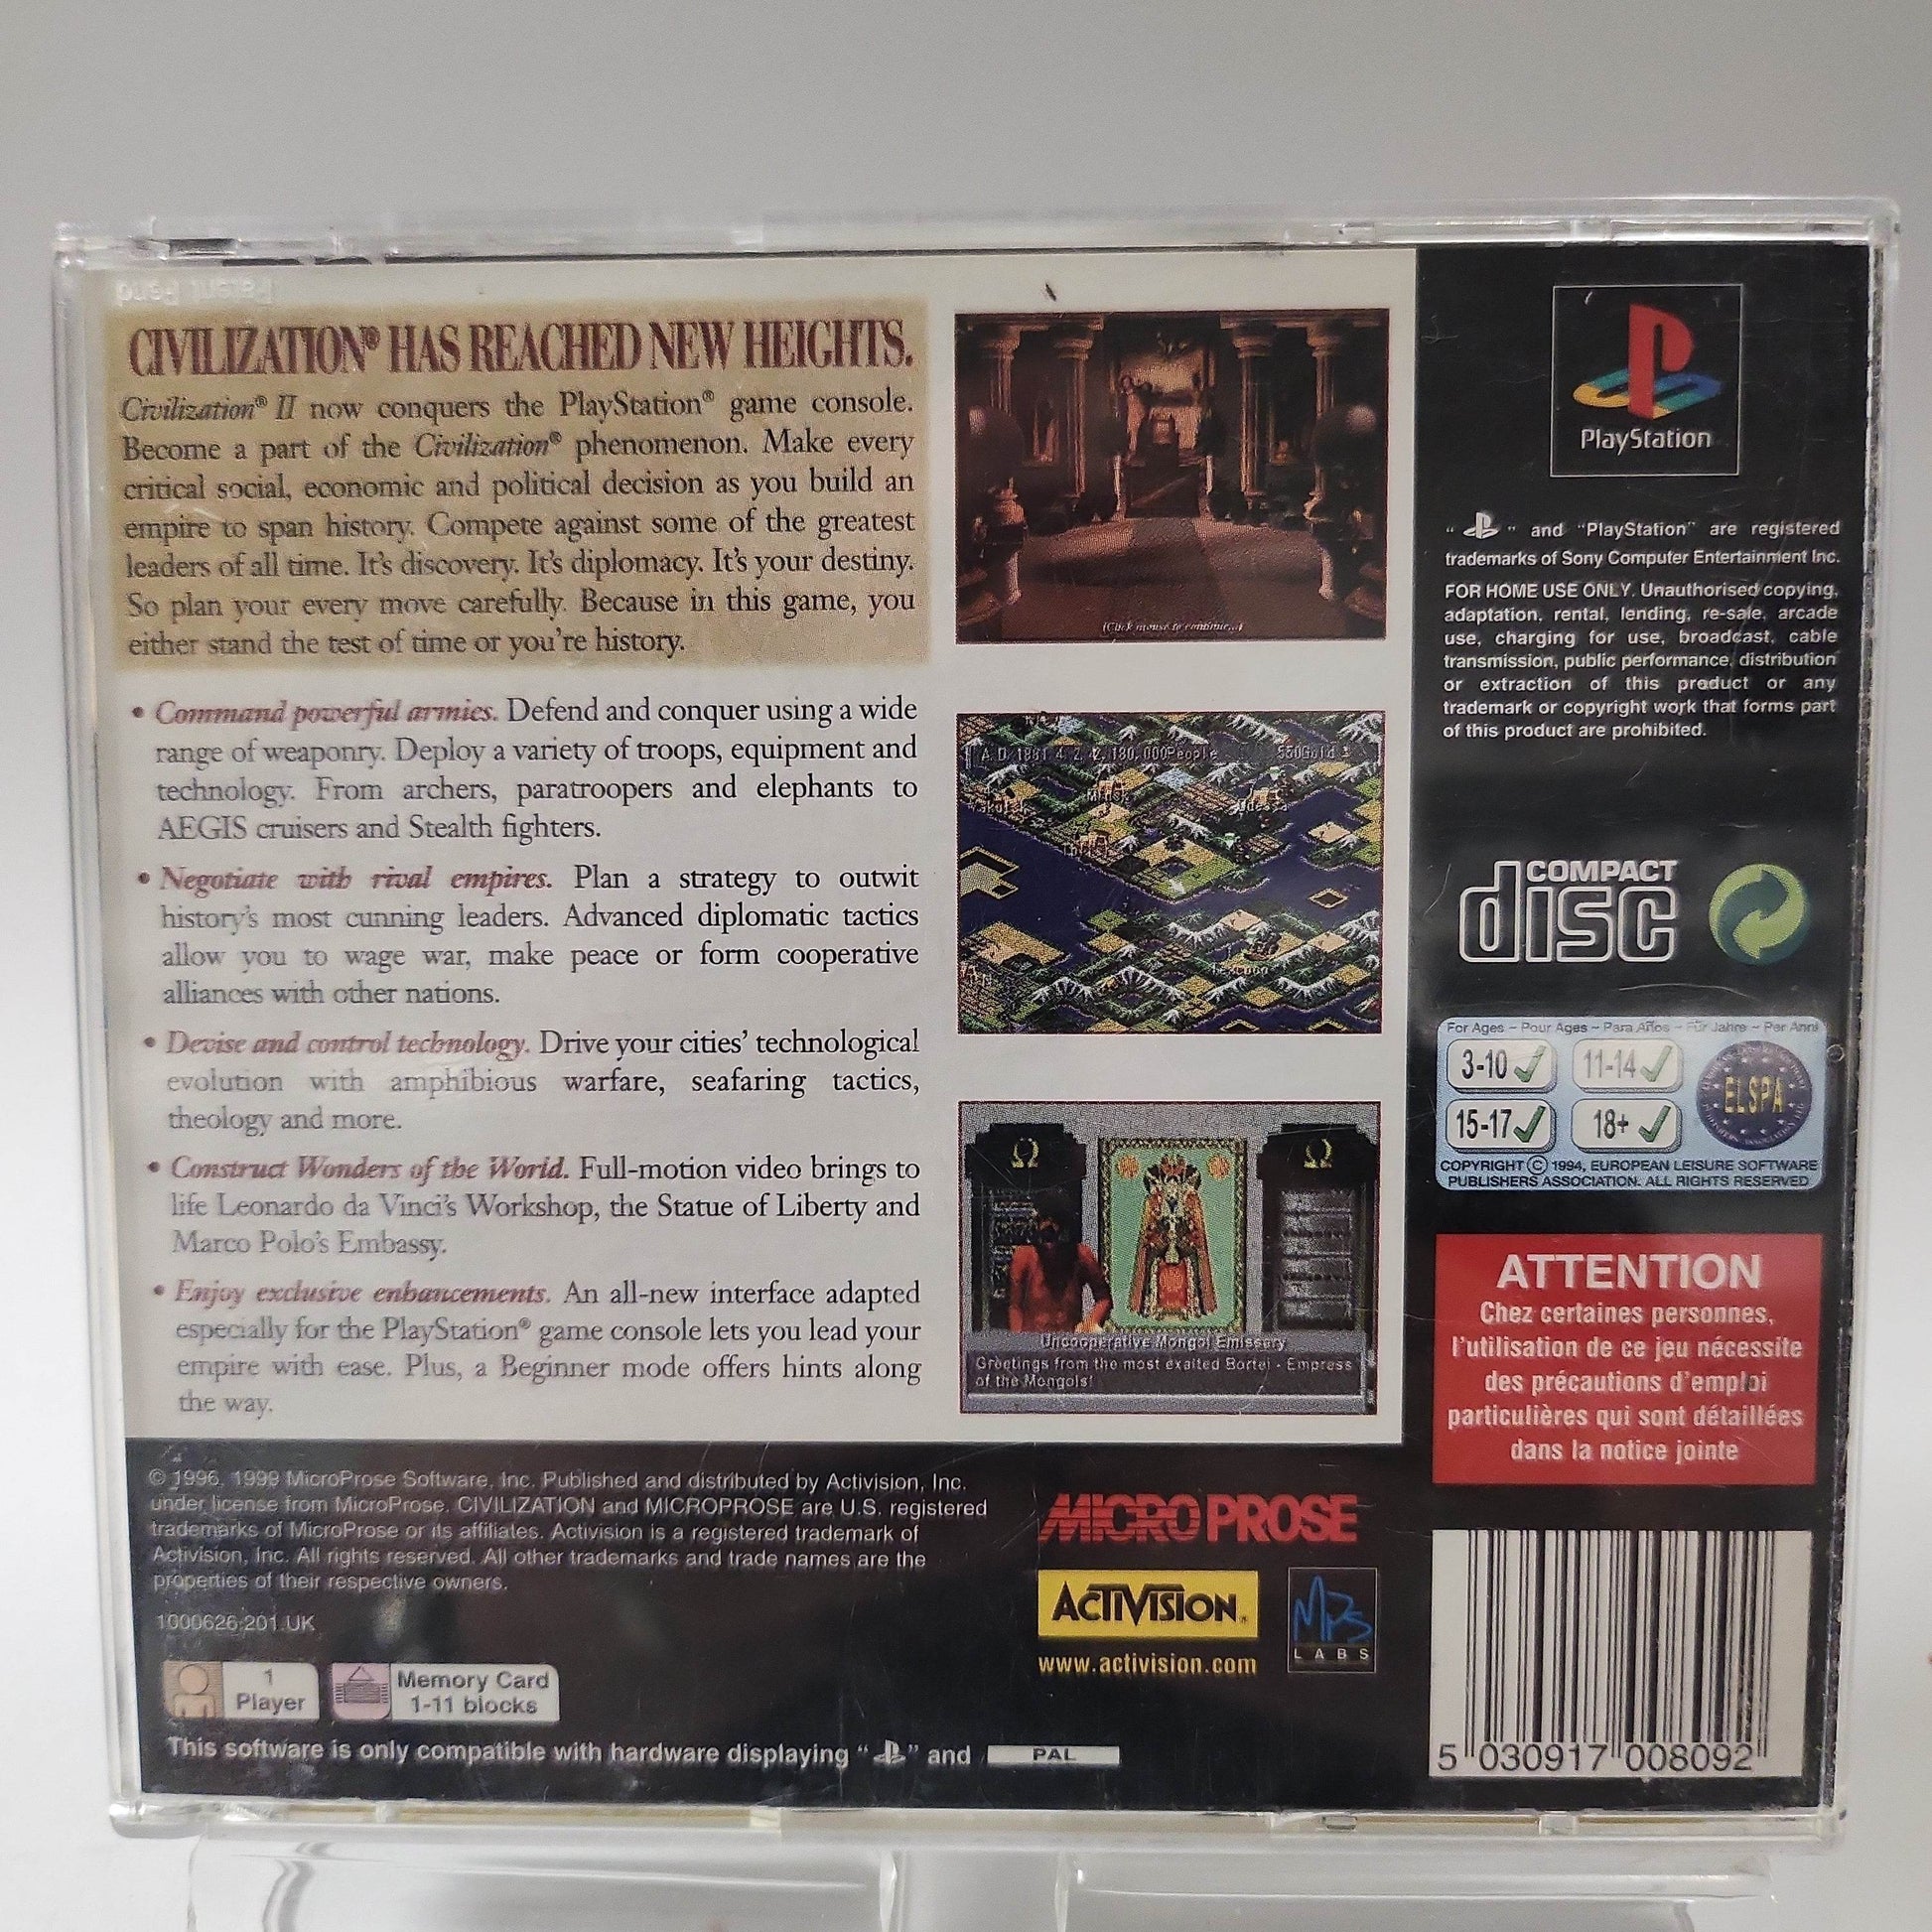 Patent Pend
CIVILIZATION® HAS REACHED NEW HEIGHTS.
Civilization® II now conquers the PlayStation® game console.
Become a part of the Civilization® phenomenon. Make every
critical social, economic and political decision as you build an
empire to span history. Compete against some of the greatest
leaders of all time. It's discovery. It's diplomacy. It's your destiny.
So plan your every move carefully. Because in this game, you
either stand the test of time or you're history.
• Command powerful armies. Defend and conquer using a wide
range of weaponry. Deploy a variety of troops, equipment and
technology. From archers, paratroopers and elephants to
AEGIS cruisers and Stealth fighters.
• Negotiate with rival empires. Plan a strategy to outwit
history's most cunning leaders. Advanced diplomatic tactics
allow you to wage war, make peace or form cooperative
alliances with other nations.
• Devise and control technology. Drive your cities' technological
evolution with amphibious warfare, seafaring tactics,
theology and more.
• Construct Wonders of the World. Full-motion video brings to
life Leonardo da Vinci's Workshop, the Statue of Liberty and
Marco Polo's Embassy.
• Enjoy exclusive enhancements. An all-new interface adapted
especially for the PlayStation® game console lets you lead your
empire with ease. Plus, a Beginner mode offers hints along
the way.
(Click mouse to continue...)
A.D. 1861 4. 2. 2,180,000People 550Gold
Odessa
Uncooperative Mongol Emissary
Greetings from the most exalted Bortei - Empress
of the Mongols!
© 1996, 1999 MicroProse Software, Inc. Published and distributed by Activision, Inc.
under license from MicroProse. CIVILIZATION and MICROPROSE are U.S. registered
trademarks of MicroProse or its affiliates. Activision is a registered trademark of
Activision, Inc. All rights reserved. All other trademarks and trade names are the
properties of their respective owners.
1000626.201.UK
1
Player
Memory Card
1-11 blocks
This software is only compatible with hardware displaying " " and PAL
MICROPROSE
ACTIVISION.
www.activision.com
MPS
LABS
PlayStation
" " and "PlayStation" are registered
trademarks of Sony Computer Entertainment Inc.
FOR HOME USE ONLY. Unauthorised copying,
adaptation, rental, lending, re-sale, arcade
use, charging for use, broadcast, cable
transmission, public performance, distribution
or extraction of this product or any
trademark or copyright work that forms part
of this product are prohibited.
COMPACT
disc
For Ages ~ Pour Ages ~ Para Años ~ Für Jahre ~ Per Anni
3-10 11-14
15-17 18+
ELSPA
COPYRIGHT © 1994, EUROPEAN LEISURE SOFTWARE
PUBLISHERS ASSOCIATION. ALL RIGHTS RESERVED
ATTENTION
Chez certaines personnes,
l'utilisation de ce jeu nécessite
des précautions d'emploi
particulières qui sont détaillées
dans la notice jointe
5 030917 008092